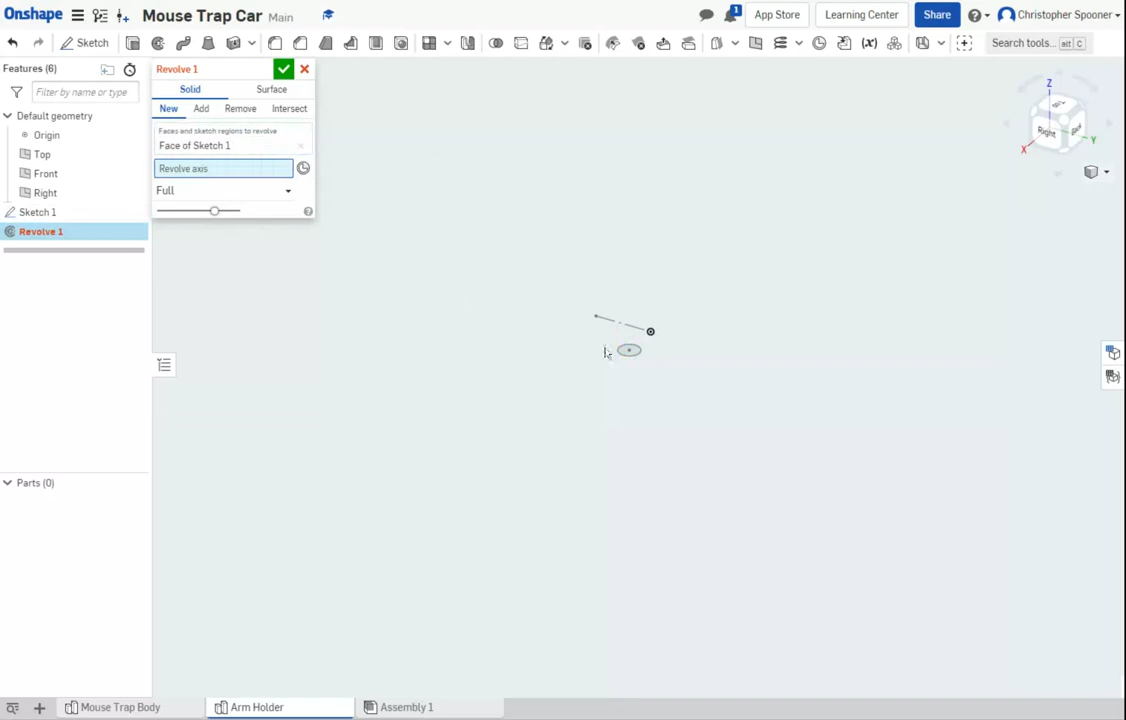 Onshape
Mouse Trap Car Main
1
App Store
Learning Center
Share
Christopher Spooner
Sketch
(x)
Search tools... alt C
Features (6)
Filter by name or type
Default geometry
Origin
Top
Front
Right
Sketch 1
Revolve 1
Revolve 1
Solid
Surface
New
Add
Remove
Intersect
Faces and sketch regions to revolve
Face of Sketch 1
Revolve axis
Full
Z
Right
X
Y
Parts (0)
Mouse Trap Body
Arm Holder
Assembly 1